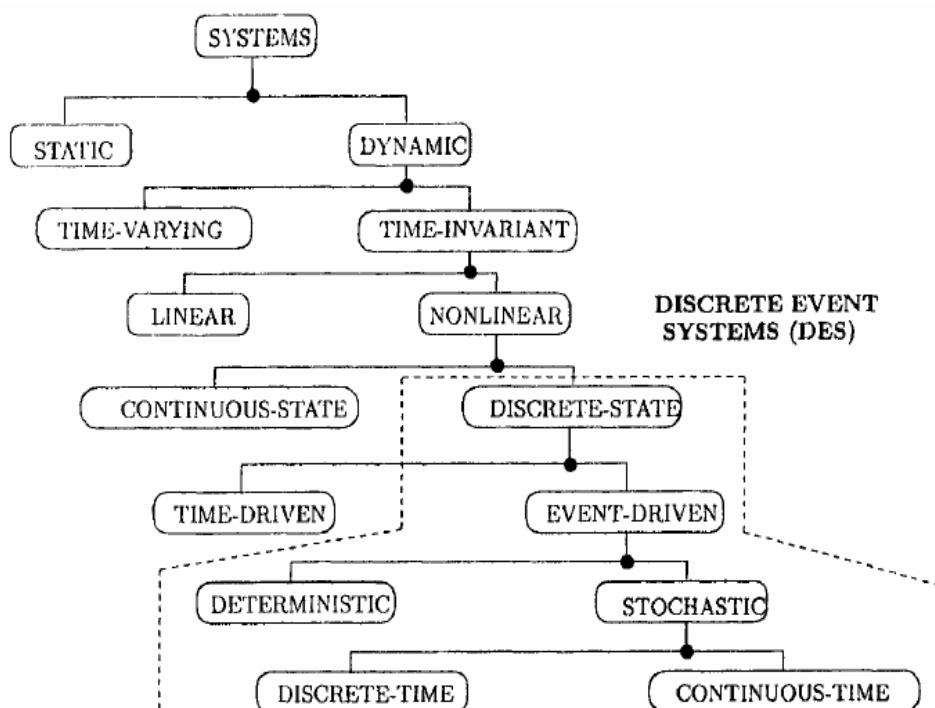 SYSTEMS
STATIC
DYNAMIC
TIME-VARYING
TIME-INVARIANT
LINEAR
NONLINEAR
DISCRETE EVENT
SYSTEMS (DES)
CONTINUOUS-STATE
DISCRETE-STATE
TIME-DRIVEN
EVENT-DRIVEN
DETERMINISTIC
STOCHASTIC
DISCRETE-TIME
CONTINUOUS-TIME